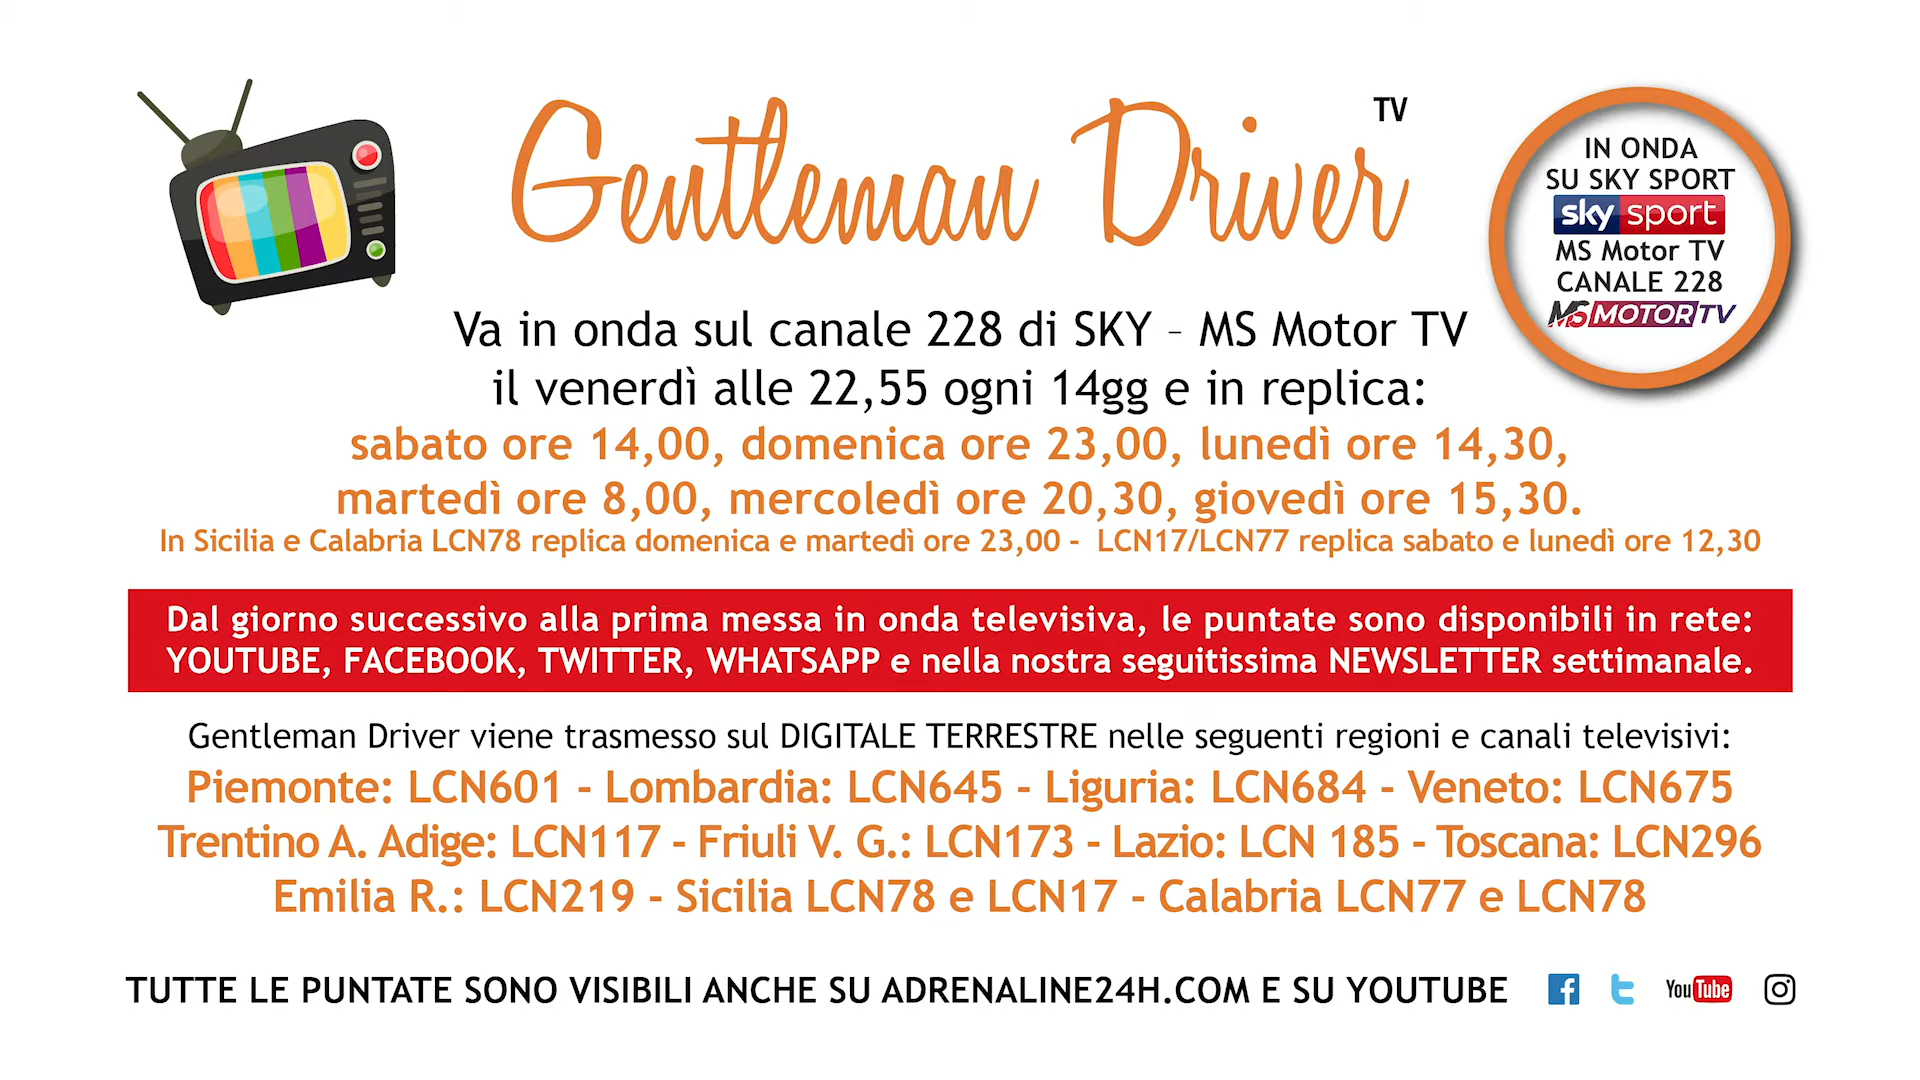 Gentleman Driver TV
IN ONDA
SU SKY SPORT
sky sport
MS Motor TV
CANALE 228
MS MOTOR TV
Va in onda sul canale 228 di SKY – MS Motor TV
il venerdì alle 22,55 ogni 14gg e in replica:
sabato ore 14,00, domenica ore 23,00, lunedì ore 14,30,
martedì ore 8,00, mercoledì ore 20,30, giovedì ore 15,30.
In Sicilia e Calabria LCN78 replica domenica e martedì ore 23,00 - LCN17/LCN77 replica sabato e lunedì ore 12,30
Dal giorno successivo alla prima messa in onda televisiva, le puntate sono disponibili in rete:
YOUTUBE, FACEBOOK, TWITTER, WHATSAPP e nella nostra seguitissima NEWSLETTER settimanale.
Gentleman Driver viene trasmesso sul DIGITALE TERRESTRE nelle seguenti regioni e canali televisivi:
Piemonte: LCN601 - Lombardia: LCN645 - Liguria: LCN684 - Veneto: LCN675
Trentino A. Adige: LCN117 - Friuli V. G.: LCN173 - Lazio: LCN 185 - Toscana: LCN296
Emilia R.: LCN219 - Sicilia LCN78 e LCN17 - Calabria LCN77 e LCN78
TUTTE LE PUNTATE SONO VISIBILI ANCHE SU ADRENALINE24H.COM E SU YOUTUBE
YouTube